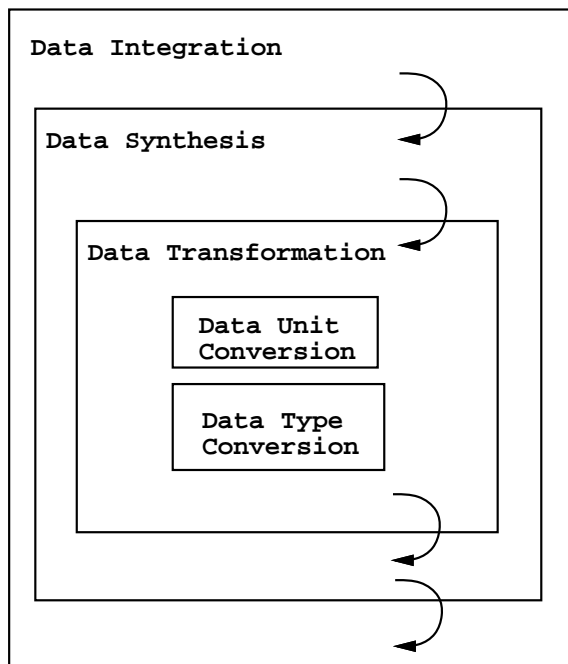 Data Integration
Data Synthesis
Data Transformation
Data Unit
Conversion
Data Type
Conversion